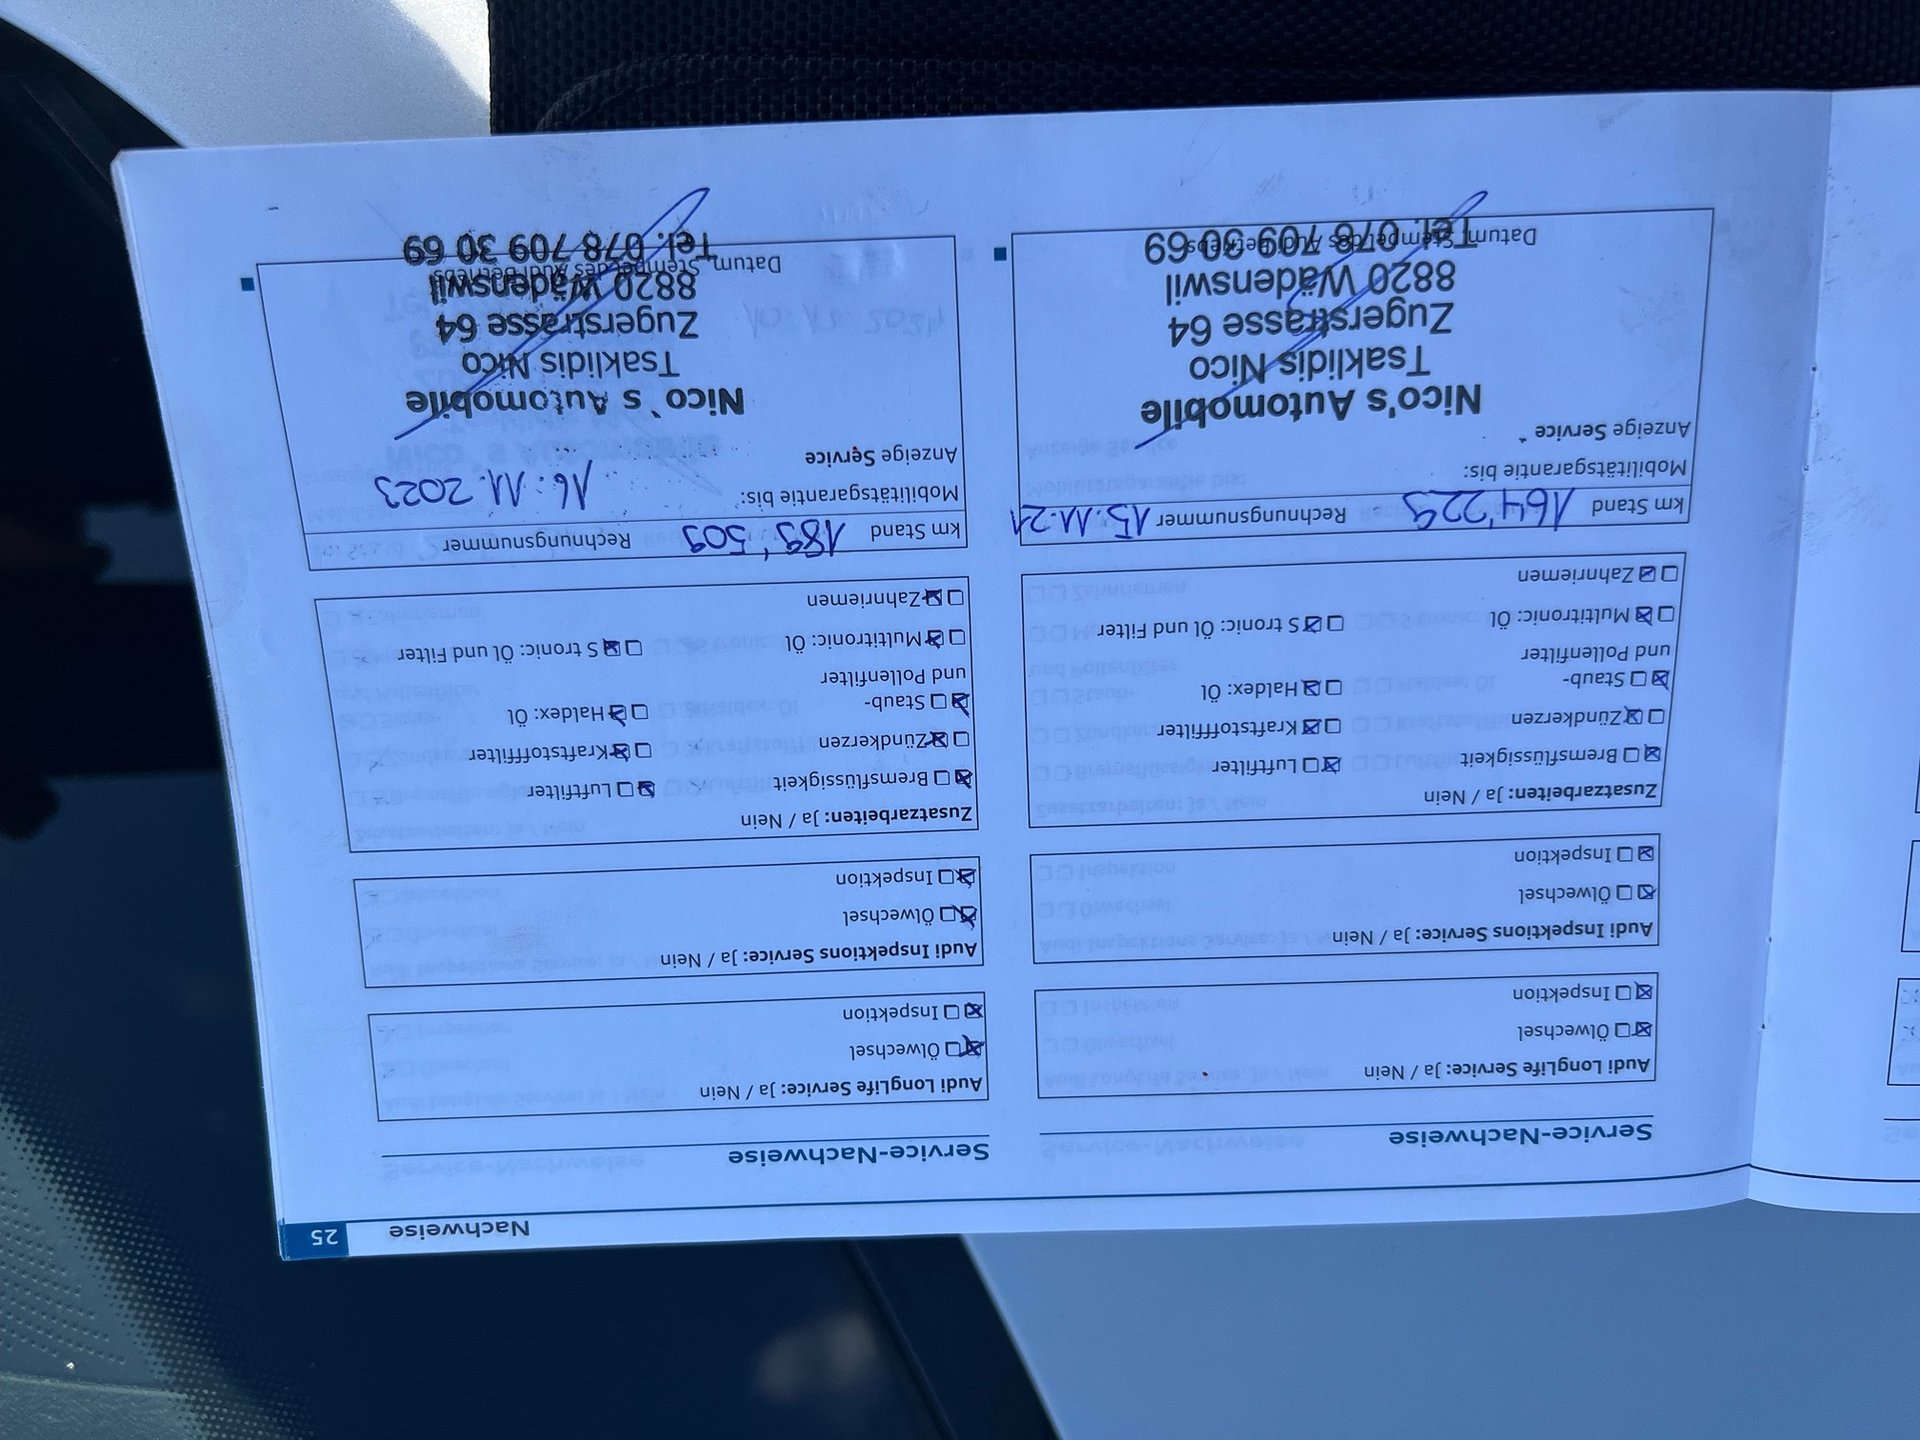 Nachweise 25
Service-Nachweise
Audi LongLife Service: Ja / Nein
☒ ☐ Ölwechsel
☒ ☐ Inspektion
Audi Inspektions Service: Ja / Nein
☒ ☐ Ölwechsel
☒ ☐ Inspektion
Zusatzarbeiten: Ja / Nein
☒ ☐ Bremsflüssigkeit ☒ ☐ Luftfilter
☐ ☒ Zündkerzen ☐ ☒ Kraftstofffilter
☒ ☐ Staub- ☐ ☒ Haldex: Öl
und Pollenfilter
☐ ☒ Multitronic: Öl ☐ ☒ S tronic: Öl und Filter
☐ ☒ Zahnriemen
km Stand 164'229 Rechnungsnummer 15.11.21
Mobilitätsgarantie bis:
Anzeige Service
Nico's Automobile
Tsaklidis Nico
Zugerstrasse 64
8820 Wädenswil
Tel. 078 709 30 69
Datum, Stempel des Audi Betriebs
Service-Nachweise
Audi LongLife Service: Ja / Nein
☒ ☐ Ölwechsel
☒ ☐ Inspektion
Audi Inspektions Service: Ja / Nein
☒ ☐ Ölwechsel
☒ ☐ Inspektion
Zusatzarbeiten: Ja / Nein
☒ ☐ Bremsflüssigkeit ☒ ☐ Luftfilter
☐ ☒ Zündkerzen ☐ ☒ Kraftstofffilter
☒ ☐ Staub- ☐ ☒ Haldex: Öl
und Pollenfilter
☐ ☒ Multitronic: Öl ☐ ☒ S tronic: Öl und Filter
☐ ☒ Zahnriemen
km Stand 189'509 Rechnungsnummer
Mobilitätsgarantie bis: 16.11.2023
Anzeige Service
Nico`s Automobile
Tsaklidis Nico
Zugerstrasse 64
8820 Wädenswil
Tel. 078 709 30 69
Datum, Stempel des Audi Betriebs